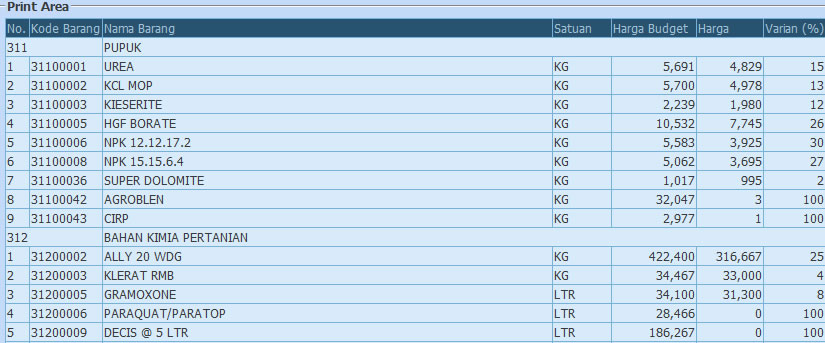 Print Area
No. Kode Barang Nama Barang Satuan Harga Budget Harga Varian (%)
311 PUPUK
1 31100001 UREA KG 5,691 4,829 15
2 31100002 KCL MOP KG 5,700 4,978 13
3 31100003 KIESERITE KG 2,239 1,980 12
4 31100005 HGF BORATE KG 10,532 7,745 26
5 31100006 NPK 12.12.17.2 KG 5,583 3,925 30
6 31100008 NPK 15.15.6.4 KG 5,062 3,695 27
7 31100036 SUPER DOLOMITE KG 1,017 995 2
8 31100042 AGROBLEN KG 32,047 3 100
9 31100043 CIRP KG 2,977 1 100
312 BAHAN KIMIA PERTANIAN
1 31200002 ALLY 20 WDG KG 422,400 316,667 25
2 31200003 KLERAT RMB KG 34,467 33,000 4
3 31200005 GRAMOXONE LTR 34,100 31,300 8
4 31200006 PARAQUAT/PARATOP LTR 28,466 0 100
5 31200009 DECIS @ 5 LTR LTR 186,267 0 100